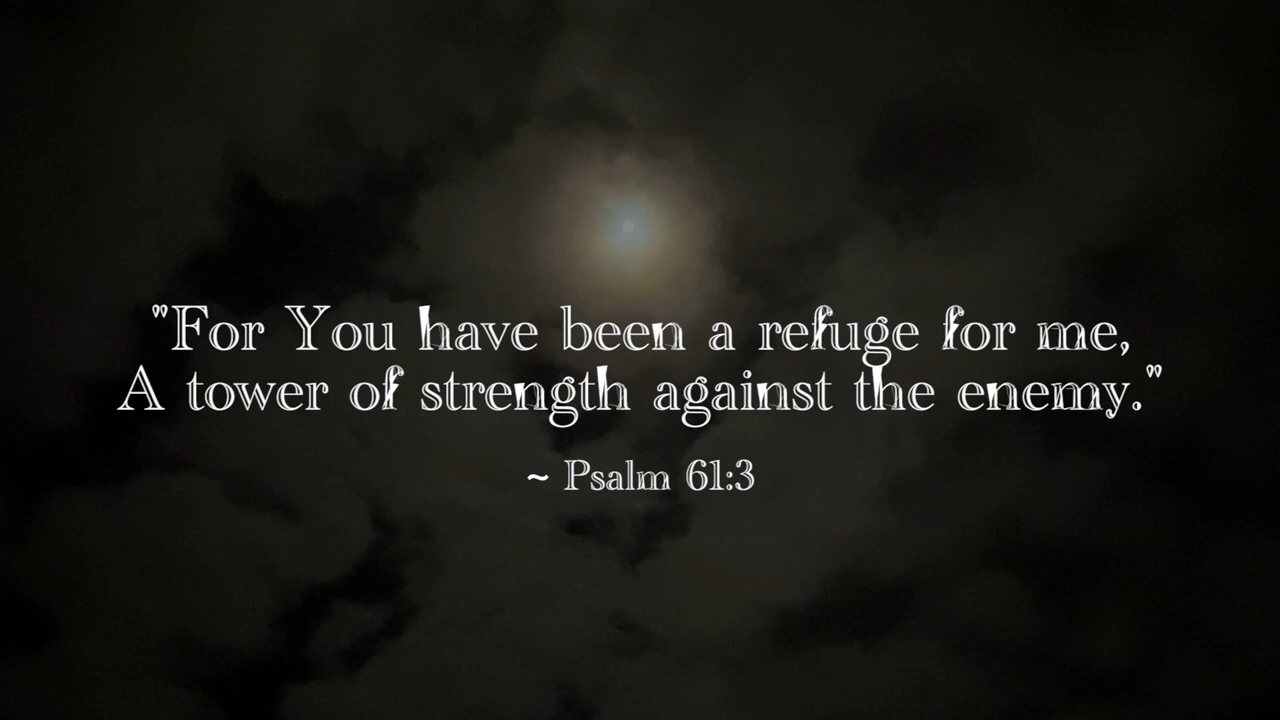 "For You have been a refuge for me,
A tower of strength against the enemy."
~ Psalm 61:3